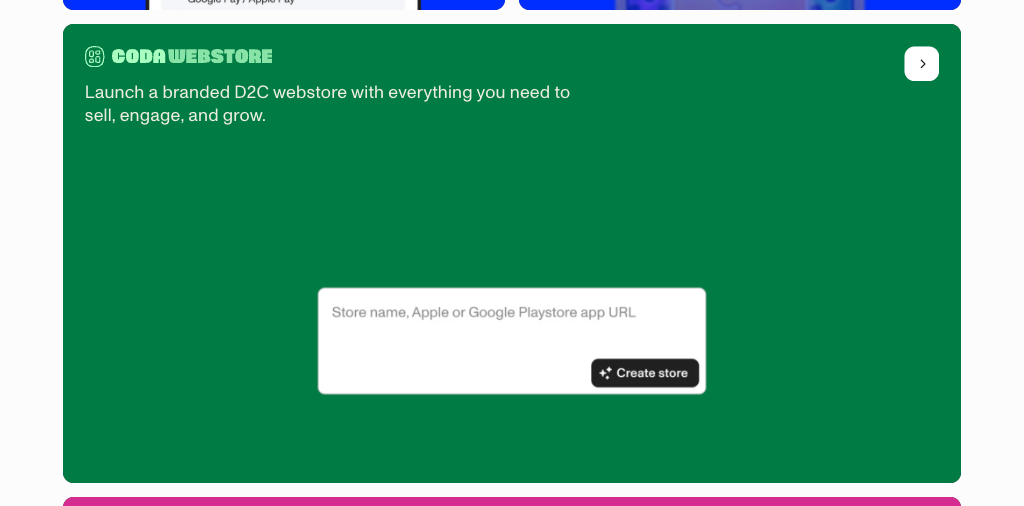 Google Pay / Apple Pay
CODA WEBSTORE
Launch a branded D2C webstore with everything you need to
sell, engage, and grow.
Store name, Apple or Google Playstore app URL
Create store